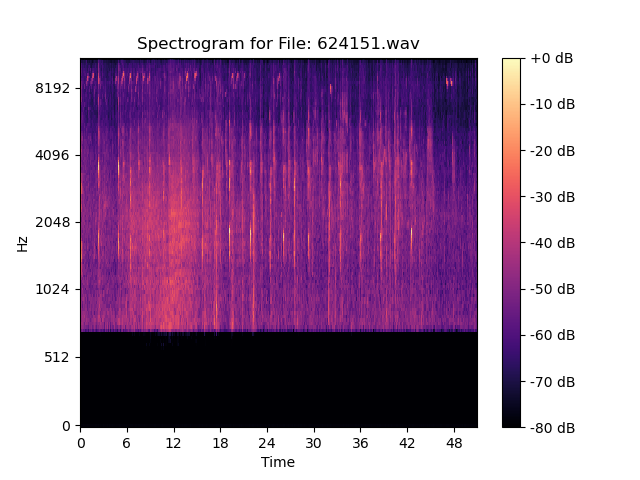 Spectrogram for File: 624151.wav
Hz
8192
4096
2048
1024
512
0
0 6 12 18 24 30 36 42 48
Time
+0 dB
-10 dB
-20 dB
-30 dB
-40 dB
-50 dB
-60 dB
-70 dB
-80 dB